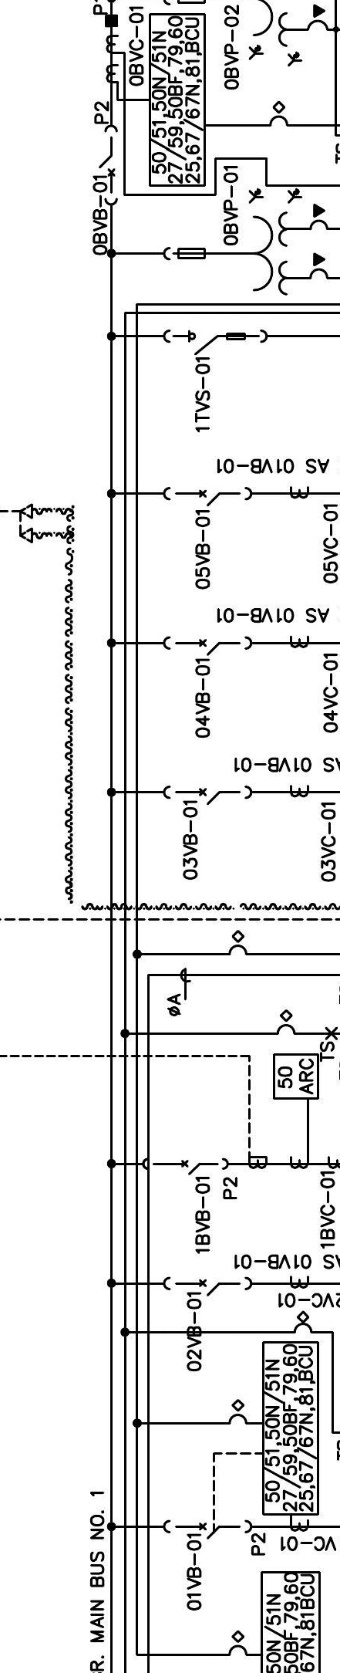 P2
0BVC-01
50/51,50N/51N
27/59,50BF,79,60
25,67/67N,81,BCU
0BVP-02
0BVB-01
0BVP-01
1TVS-01
AS 01VB-01
05VB-01
05VC-01
AS 01VB-01
04VB-01
04VC-01
AS 01VB-01
03VB-01
03VC-01
øA
TS
50
ARC
1BVB-01
P2
1BVC-01
AS 01VB-01
02VB-01
2VC-01
50/51,50N/51N
27/59,50BF,79,60
25,67/67N,81,BCU
R. MAIN BUS NO. 1
01VB-01
P2
VC-01
50N/51N
50BF,79,60
67N,81BCU